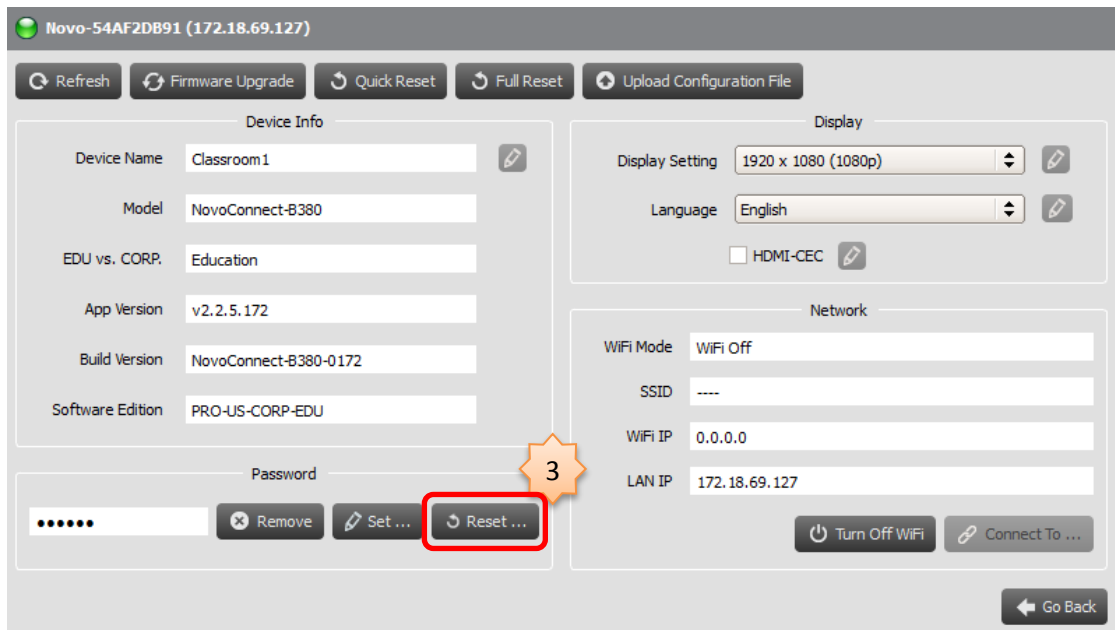 Novo-54AF2DB91 (172.18.69.127)
Refresh Firmware Upgrade Quick Reset Full Reset Upload Configuration File
Device Info
Device Name Classroom1
Model NovoConnect-B380
EDU vs. CORP. Education
App Version v2.2.5.172
Build Version NovoConnect-B380-0172
Software Edition PRO-US-CORP-EDU
Password
•••••• Remove Set ... Reset ...
3
Display
Display Setting 1920 x 1080 (1080p)
Language English
HDMI-CEC
Network
WiFi Mode WiFi Off
SSID ----
WiFi IP 0.0.0.0
LAN IP 172.18.69.127
Turn Off WiFi Connect To ...
Go Back